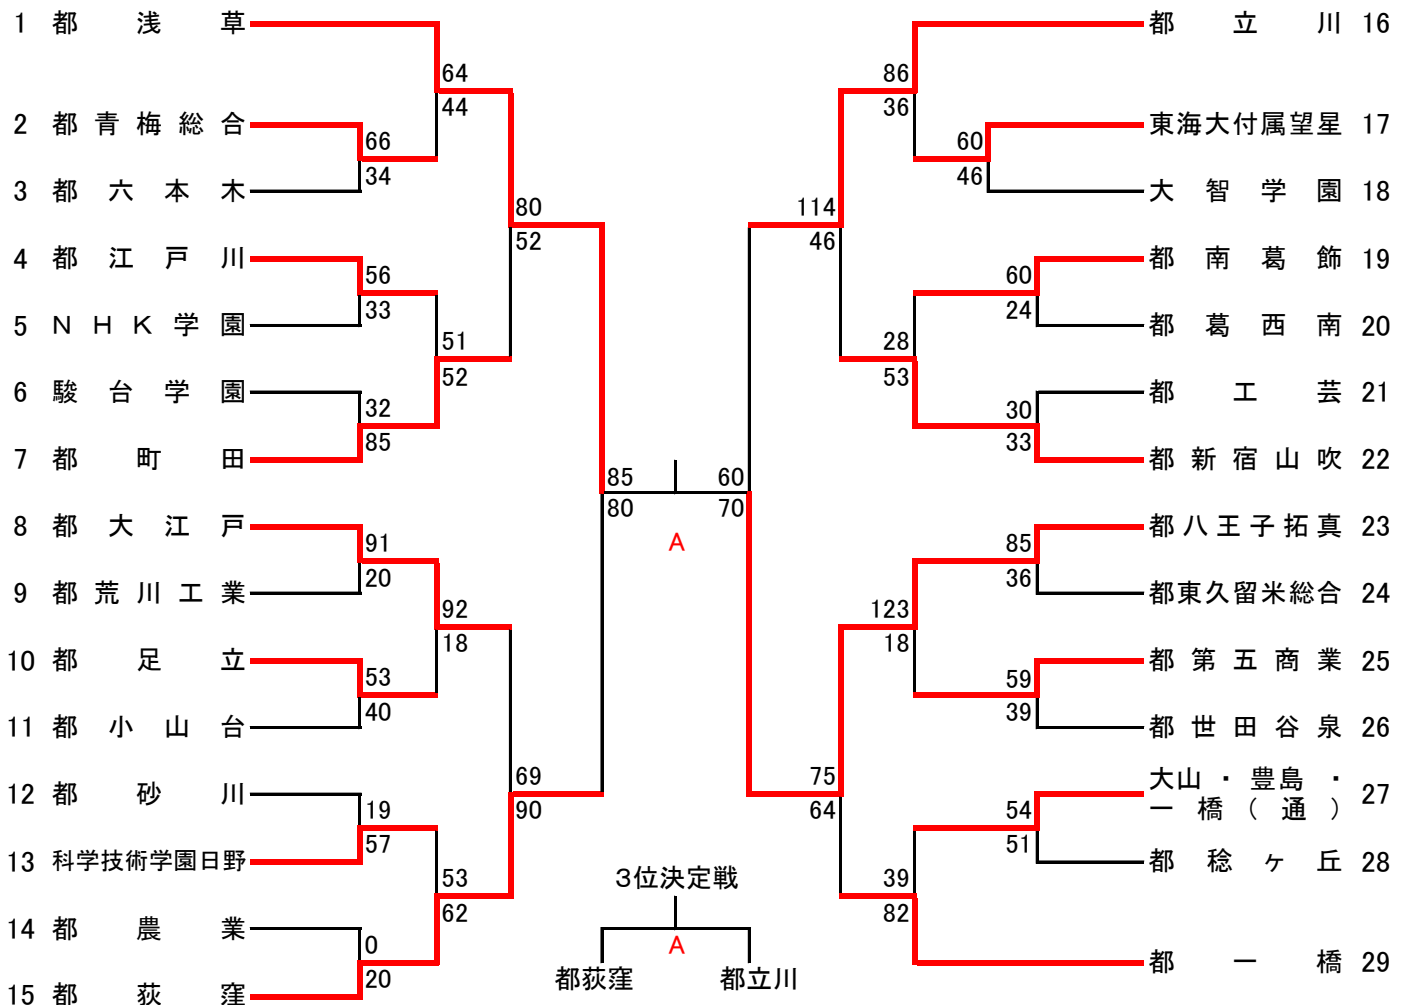 1 都浅草
2 都青梅総合
3 都六本木
4 都江戸川
5 ＮＨＫ学園
6 駿台学園
7 都町田
8 都大江戸
9 都荒川工業
10 都足立
11 都小山台
12 都砂川
13 科学技術学園日野
14 都農業
15 都荻窪
66
34
56
33
32
85
91
20
53
40
19
57
0
20
64
44
51
52
92
18
53
62
80
52
69
90
85
80
60
70
A
3位決定戦
A
都荻窪
都立川
114
46
75
64
86
36
28
53
123
18
39
82
60
46
60
24
30
33
85
36
59
39
54
51
都立川 16
東海大付属望星 17
大智学園 18
都南葛飾 19
都葛西南 20
都工芸 21
都新宿山吹 22
都八王子拓真 23
都東久留米総合 24
都第五商業 25
都世田谷泉 26
大山・豊島・
一橋(通) 27
都稔ヶ丘 28
都一橋 29